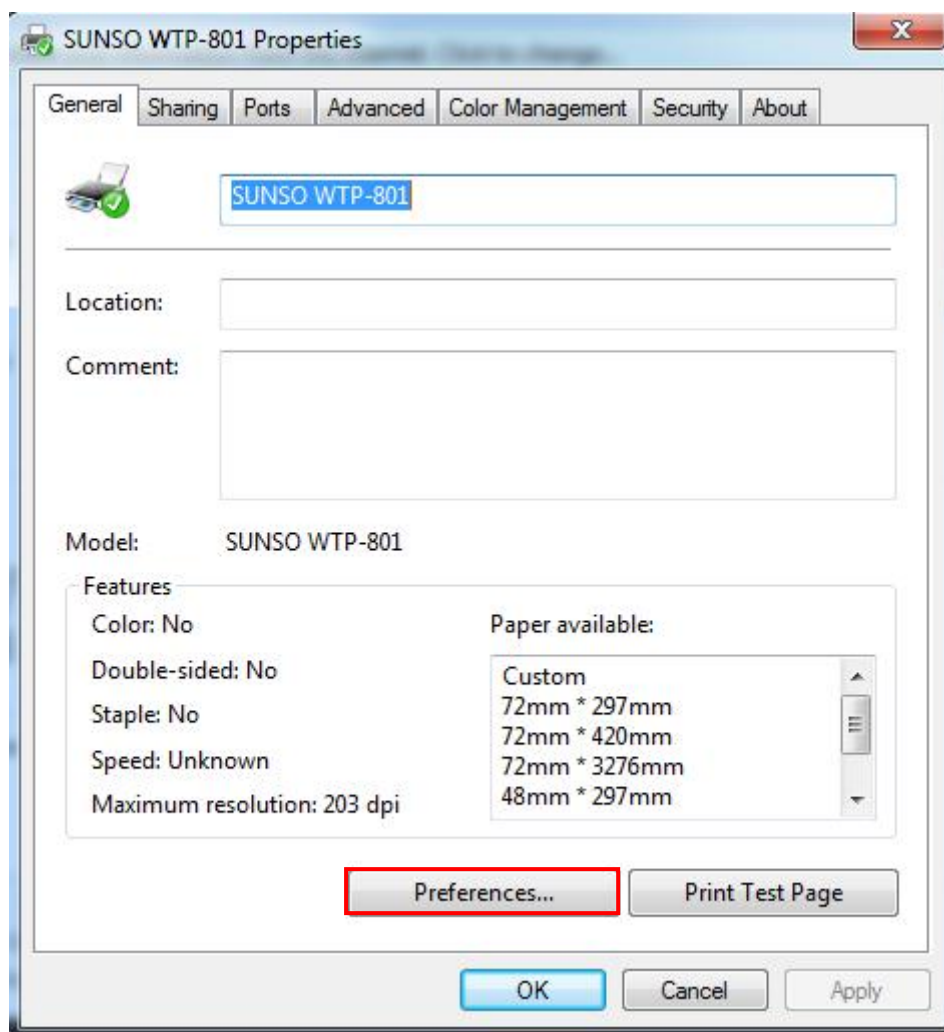 SUNSO WTP-801 Properties
General Sharing Ports Advanced Color Management Security About
SUNSO WTP-801
Location:
Comment:
Model: SUNSO WTP-801
Features
Color: No
Double-sided: No
Staple: No
Speed: Unknown
Maximum resolution: 203 dpi
Paper available:
Custom
72mm * 297mm
72mm * 420mm
72mm * 3276mm
48mm * 297mm
Preferences... Print Test Page
OK Cancel Apply